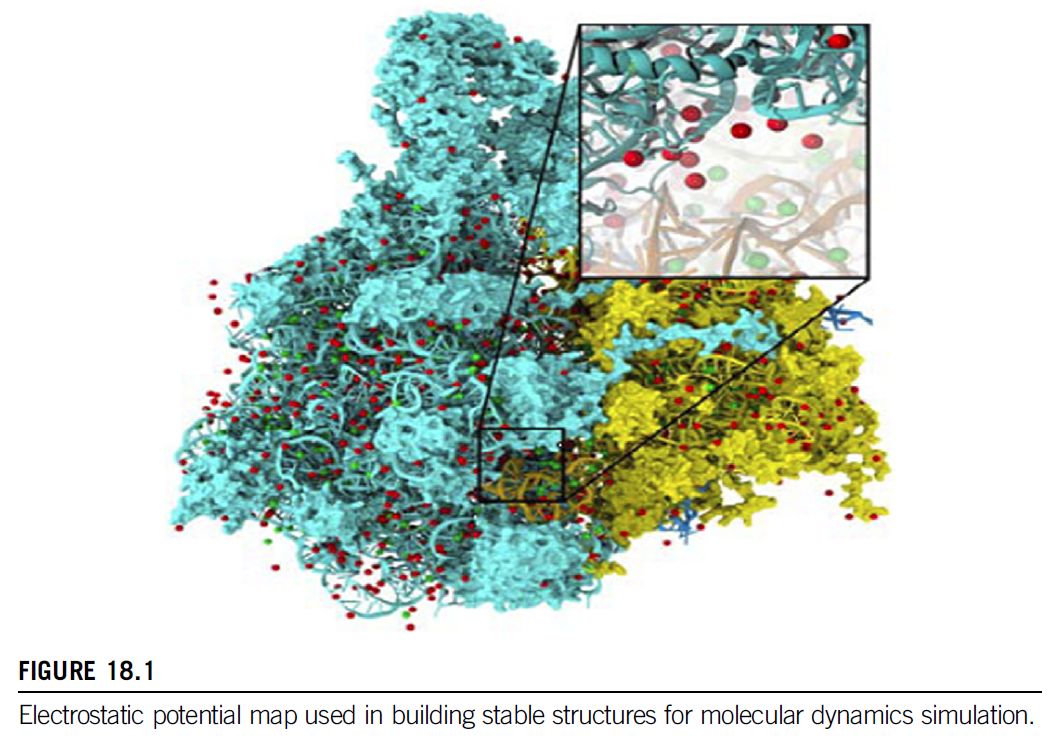 FIGURE 18.1
Electrostatic potential map used in building stable structures for molecular dynamics simulation.